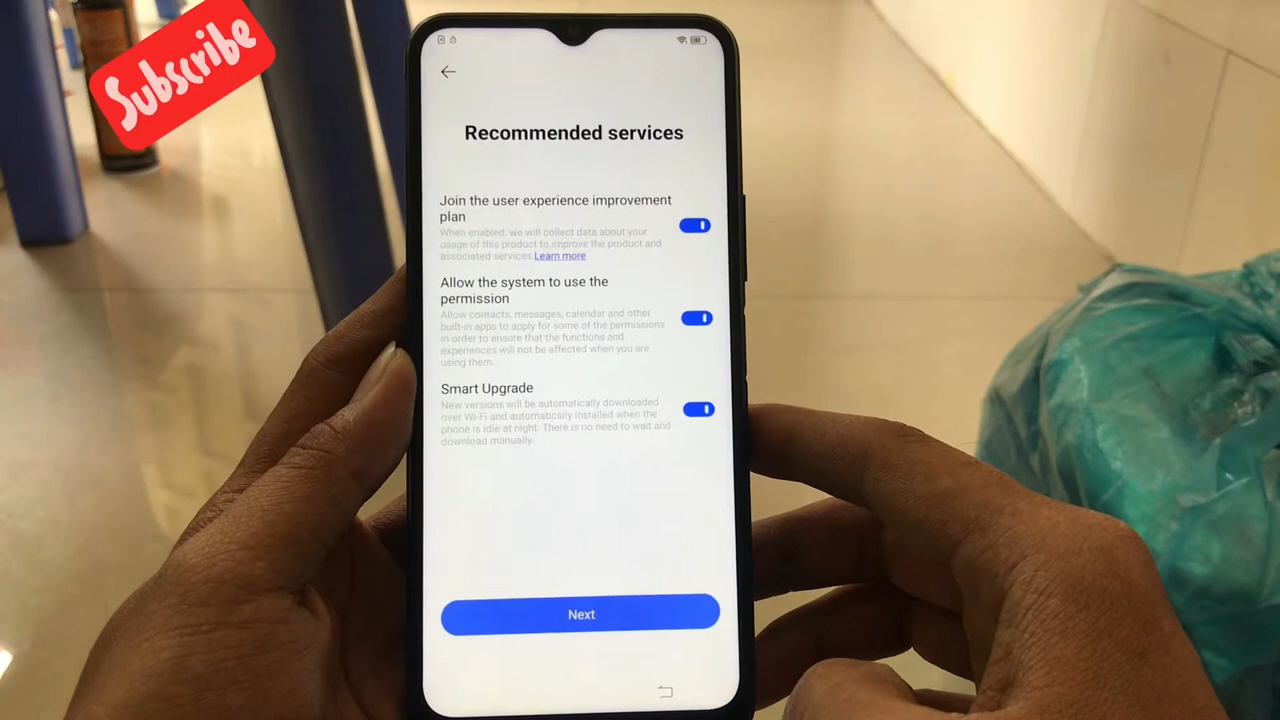 Subscribe
Recommended services
Join the user experience improvement
plan
When enabled, we will collect data about your
usage of this product to improve the product and
associated services.Learn more
Allow the system to use the
permission
Allow contacts, messages, calendar and other
built-in apps to apply for some of the permissions
in order to ensure that the functions and
experiences will not be affected when you are
using them.
Smart Upgrade
New versions will be automatically downloaded
over Wi-Fi and automatically installed when the
phone is idle at night. There is no need to wait and
download manually.
Next